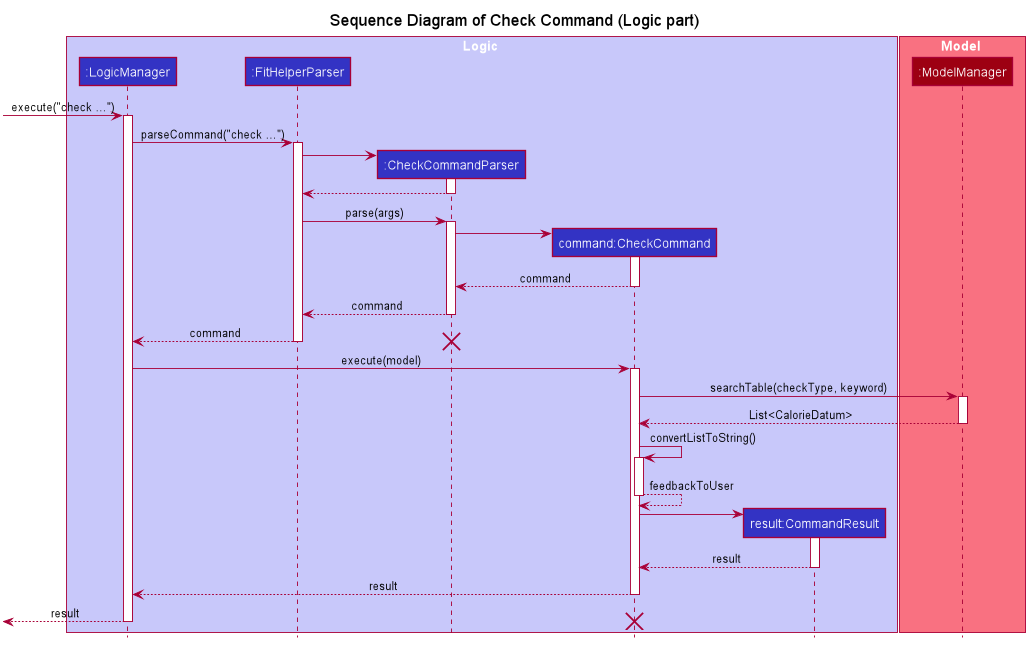 Sequence Diagram of Check Command (Logic part)
Logic
Model
:LogicManager
:FitHelperParser
:ModelManager
execute("check ...")
parseCommand("check ...")
:CheckCommandParser
parse(args)
command:CheckCommand
command
command
command
execute(model)
searchTable(checkType, keyword)
List<CalorieDatum>
convertListToString()
feedbackToUser
result:CommandResult
result
result
result